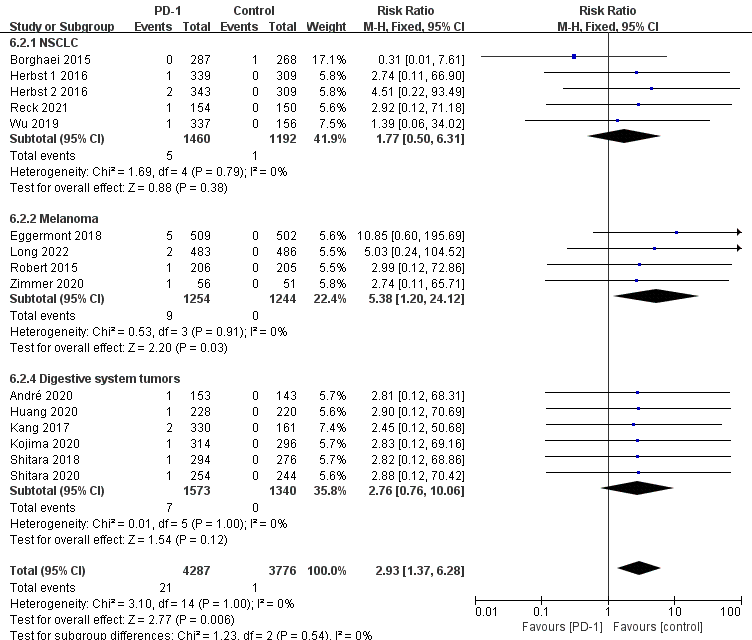 PD-1 Control Risk Ratio Risk Ratio
Study or Subgroup Events Total Events Total Weight M-H, Fixed, 95% CI M-H, Fixed, 95% CI
6.2.1 NSCLC
Borghaei 2015 0 287 1 268 17.1% 0.31 [0.01, 7.61]
Herbst 1 2016 1 339 0 309 5.8% 2.74 [0.11, 66.90]
Herbst 2 2016 2 343 0 309 5.8% 4.51 [0.22, 93.49]
Reck 2021 1 154 0 150 5.8% 2.92 [0.12, 71.18]
Wu 2019 1 337 0 156 7.5% 1.39 [0.06, 34.02]
Subtotal (95% CI) 1460 1192 41.9% 1.77 [0.50, 6.31]
Total events 5 1
Heterogeneity: Chi² = 1.69, df = 4 (P = 0.79); I² = 0%
Test for overall effect: Z = 0.88 (P = 0.38)
6.2.2 Melanoma
Eggermont 2018 5 509 0 502 5.6% 10.85 [0.60, 195.69]
Long 2022 2 483 0 486 5.5% 5.03 [0.24, 104.52]
Robert 2015 1 206 0 205 5.5% 2.99 [0.12, 72.86]
Zimmer 2020 1 56 0 51 5.8% 2.74 [0.11, 65.71]
Subtotal (95% CI) 1254 1244 22.4% 5.38 [1.20, 24.12]
Total events 9 0
Heterogeneity: Chi² = 0.53, df = 3 (P = 0.91); I² = 0%
Test for overall effect: Z = 2.20 (P = 0.03)
6.2.4 Digestive system tumors
André 2020 1 153 0 143 5.7% 2.81 [0.12, 68.31]
Huang 2020 1 228 0 220 5.6% 2.90 [0.12, 70.69]
Kang 2017 2 330 0 161 7.4% 2.45 [0.12, 50.68]
Kojima 2020 1 314 0 296 5.7% 2.83 [0.12, 69.16]
Shitara 2018 1 294 0 276 5.7% 2.82 [0.12, 68.86]
Shitara 2020 1 254 0 244 5.6% 2.88 [0.12, 70.42]
Subtotal (95% CI) 1573 1340 35.8% 2.76 [0.76, 10.06]
Total events 7 0
Heterogeneity: Chi² = 0.01, df = 5 (P = 1.00); I² = 0%
Test for overall effect: Z = 1.54 (P = 0.12)
Total (95% CI) 4287 3776 100.0% 2.93 [1.37, 6.28]
Total events 21 1
Heterogeneity: Chi² = 3.10, df = 14 (P = 1.00); I² = 0%
0.01 0.1 1 10 100
Test for overall effect: Z = 2.77 (P = 0.006)
Favours [PD-1] Favours [control]
Test for subgroup differences: Chi² = 1.23, df = 2 (P = 0.54), I² = 0%